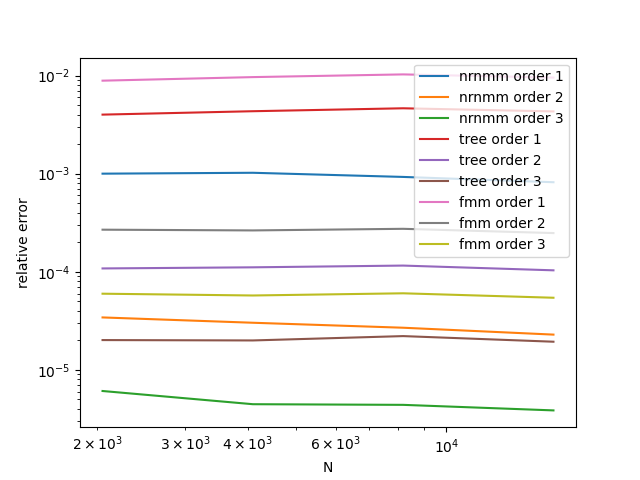 10⁻²
10⁻³
10⁻⁴
10⁻⁵
relative error
nrnmm order 1
nrnmm order 2
nrnmm order 3
tree order 1
tree order 2
tree order 3
fmm order 1
fmm order 2
fmm order 3
2 × 10³ 3 × 10³ 4 × 10³ 6 × 10³ 10⁴
N